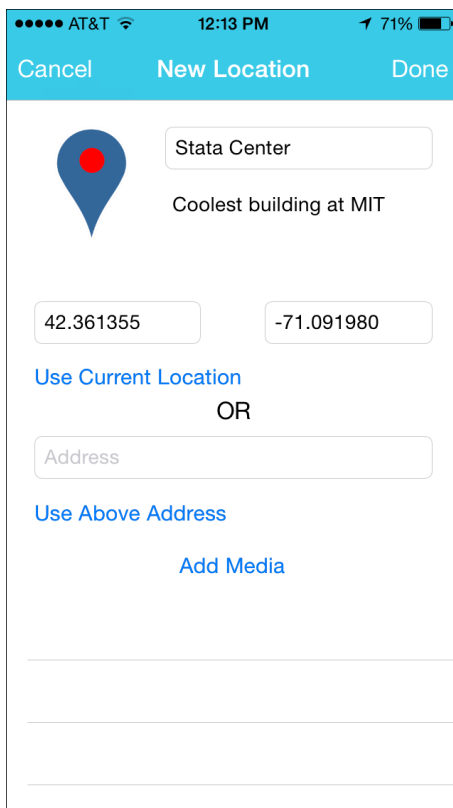 AT&T 12:13 PM 71%
Cancel New Location Done
Stata Center
Coolest building at MIT
42.361355 -71.091980
Use Current Location
OR
Address
Use Above Address
Add Media